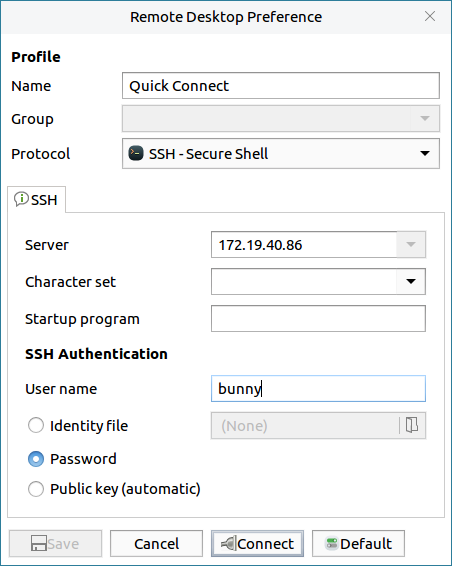 Remote Desktop Preference
Profile
Name Quick Connect
Group
Protocol SSH - Secure Shell
SSH
Server 172.19.40.86
Character set
Startup program
SSH Authentication
User name bunny
Identity file (None)
Password
Public key (automatic)
Save Cancel Connect Default